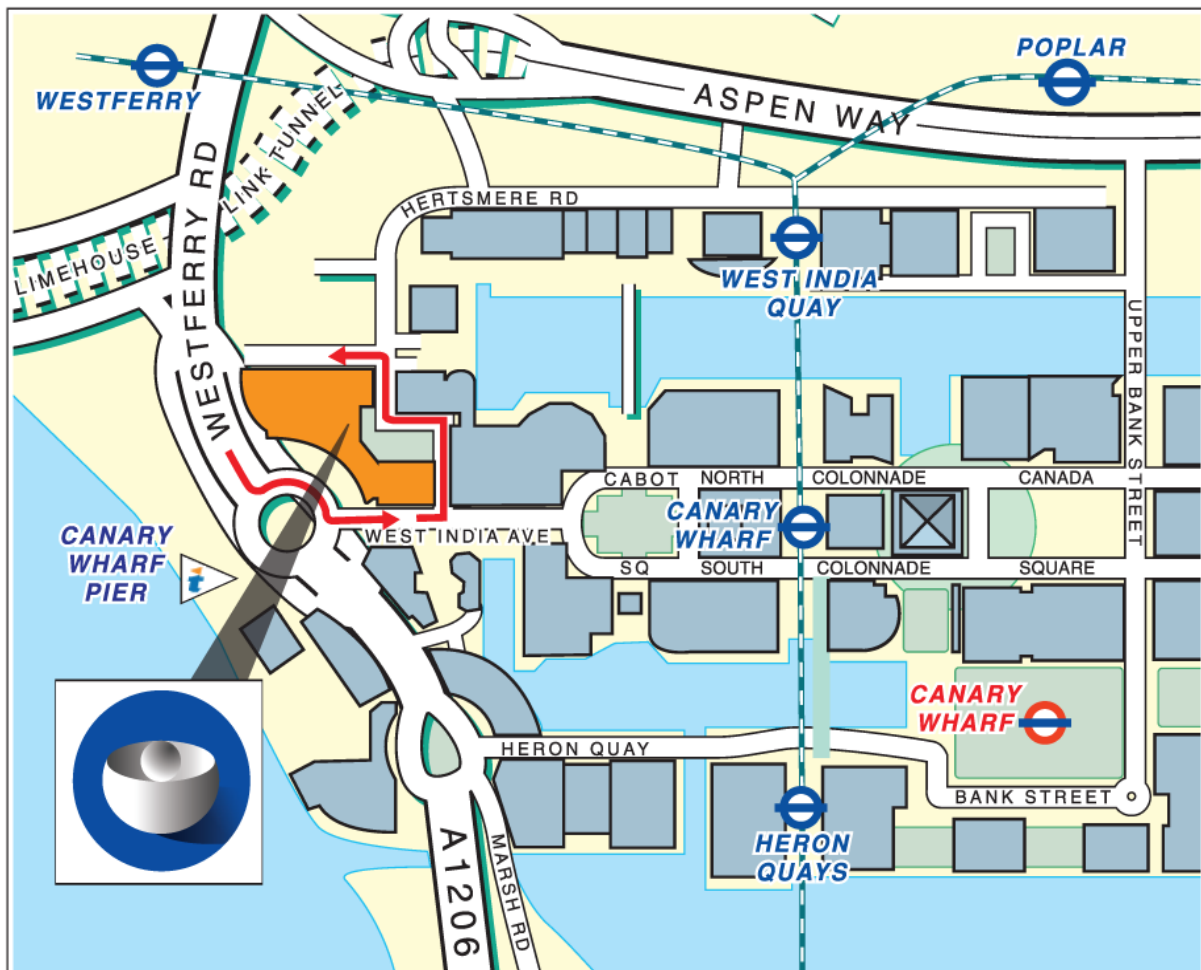 POPLAR
WESTFERRY
ASPEN WAY
LINK TUNNEL
WESTFERRY RD
HERTSMERE RD
LIMEHOUSE
WEST INDIA
QUAY
UPPER BANK STREET
CABOT
NORTH
COLONNADE
CANADA
CANARY
WHARF
WEST INDIA AVE
CANARY
WHARF
PIER
SQ
SOUTH
COLONNADE
SQUARE
CANARY
WHARF
HERON QUAY
BANK STREET
HERON
QUAYS
A1206
MARSH RD